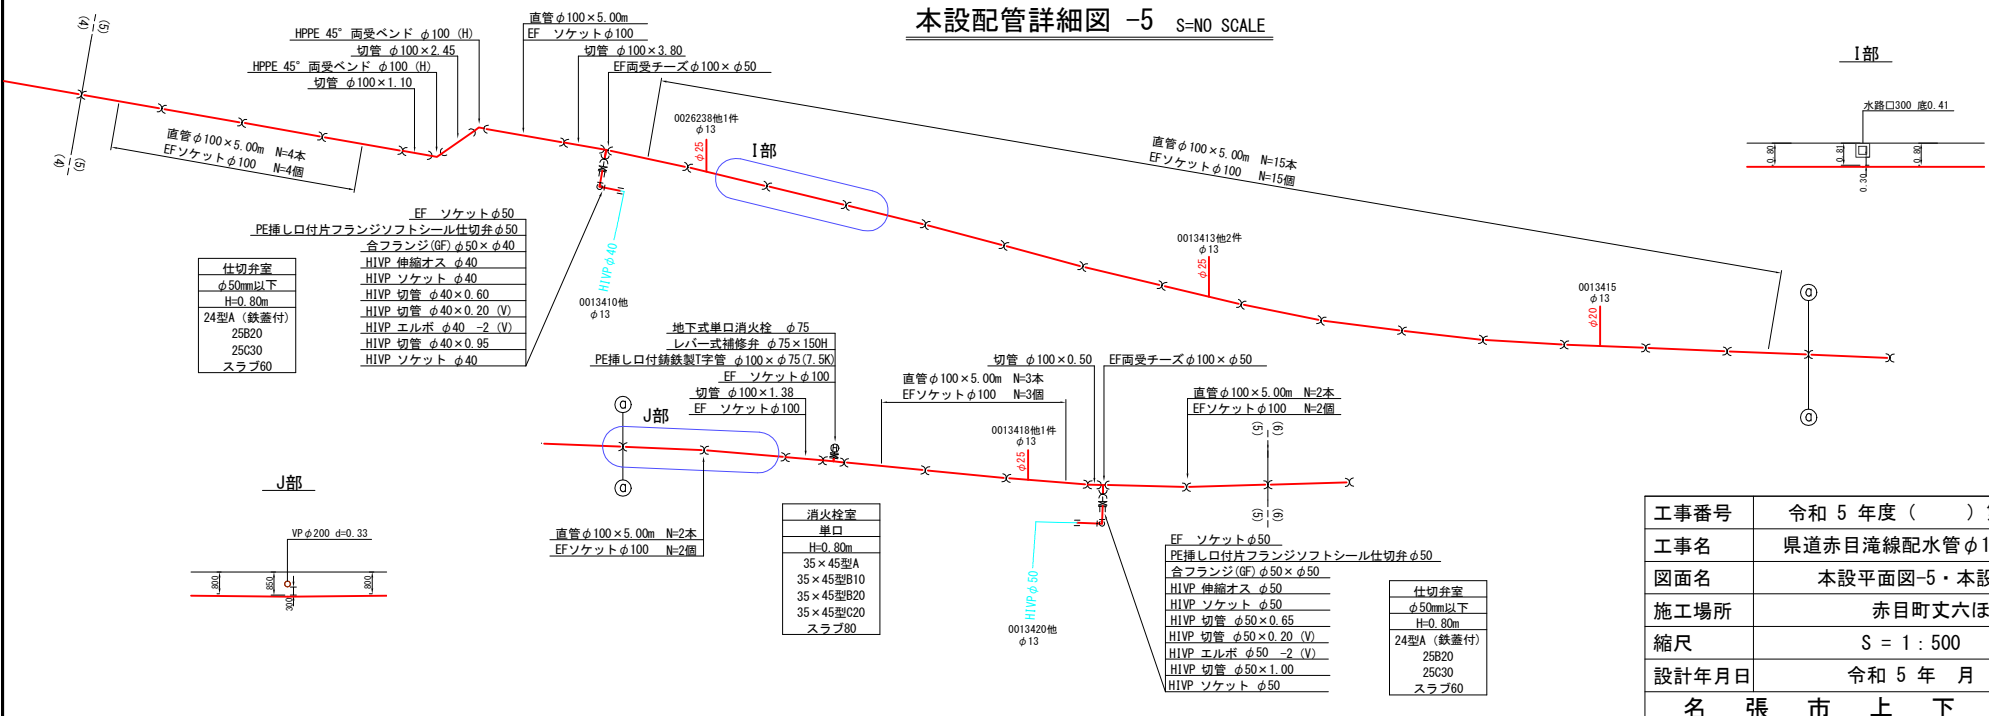 本設配管詳細図 -5 S=NO SCALE
(5)
(4)
(5)
(4)
HPPE 45° 両受ベンド φ100 (H)
切管 φ100×2.45
HPPE 45° 両受ベンド φ100 (H)
切管 φ100×1.10
直管φ100×5.00m
EF ソケットφ100
切管 φ100×3.80
EF両受チーズφ100×φ50
直管φ100×5.00m N=4本
EFソケットφ100 N=4個
0026238他1件
φ13
φ25
I部
直管φ100×5.00m N=15本
EFソケットφ100 N=15個
I部
水路口300 底0.41
0.80
0.81
0.80
0.30
EF ソケットφ50
PE挿し口付片フランジソフトシール仕切弁φ50
合フランジ(GF)φ50×φ40
HIVP 伸縮オス φ40
HIVP ソケット φ40
HIVP 切管 φ40×0.60
HIVP 切管 φ40×0.20 (V)
HIVP エルボ φ40 -2 (V)
HIVP 切管 φ40×0.95
HIVP ソケット φ40
仕切弁室
φ50mm以下
H=0.80m
24型A (鉄蓋付)
25B20
25C30
スラブ60
HIVPφ40
0013410他
φ13
0013413他2件
φ13
φ25
0013415
φ13
φ20
ⓐ
ⓐ
地下式単口消火栓 φ75
レバー式補修弁 φ75×150H
PE挿し口付鋳鉄製T字管 φ100×φ75(7.5K)
EF ソケットφ100
切管 φ100×1.38
EF ソケットφ100
ⓐ
J部
ⓐ
直管φ100×5.00m N=3本
EFソケットφ100 N=3個
切管 φ100×0.50
EF両受チーズφ100×φ50
直管φ100×5.00m N=2本
EFソケットφ100 N=2個
0013418他1件
φ13
φ25
(6)
(5)
(6)
(5)
J部
VPφ200 d=0.33
800
850
800
300
直管φ100×5.00m N=2本
EFソケットφ100 N=2個
消火栓室
単口
H=0.80m
35×45型A
35×45型B10
35×45型B20
35×45型C20
スラブ80
HIVPφ50
0013420他
φ13
EF ソケットφ50
PE挿し口付片フランジソフトシール仕切弁φ50
合フランジ(GF)φ50×φ50
HIVP 伸縮オス φ50
HIVP ソケット φ50
HIVP 切管 φ50×0.65
HIVP 切管 φ50×0.20 (V)
HIVP エルボ φ50 -2 (V)
HIVP 切管 φ50×1.00
HIVP ソケット φ50
仕切弁室
φ50mm以下
H=0.80m
24型A (鉄蓋付)
25B20
25C30
スラブ60
工事番号 令和 5 年度 ( )
工事名 県道赤目滝線配水管φ1
図面名 本設平面図-5・本設
施工場所 赤目町丈六ほ
縮尺 S = 1 : 500
設計年月日 令和 5 年 月
名 張 市 上 下